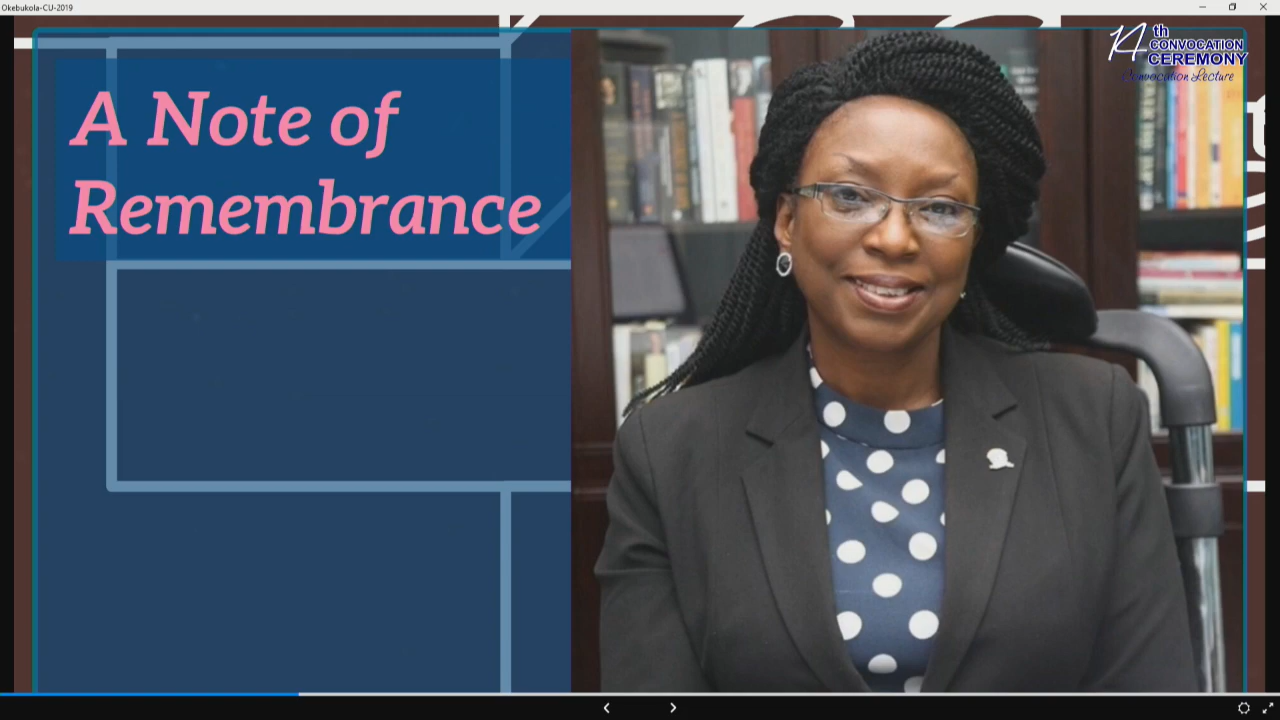 Okebukola-CU-2019
14th
CONVOCATION
CEREMONY
Convocation Lecture
A Note of
Remembrance